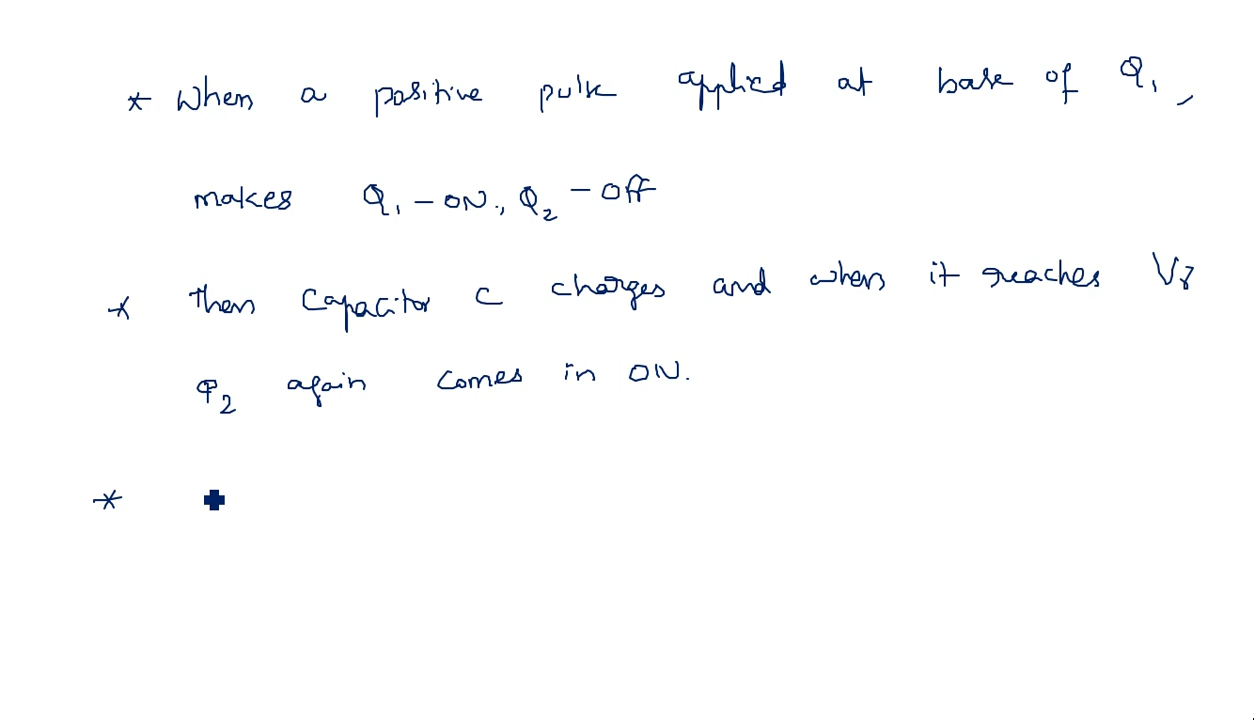 * When a positive pulse applied at base of Q1,
makes Q1 - ON., Q2 - Off
* Then Capacitor C charges and when it reaches Vγ
Q2 again comes in ON.
*